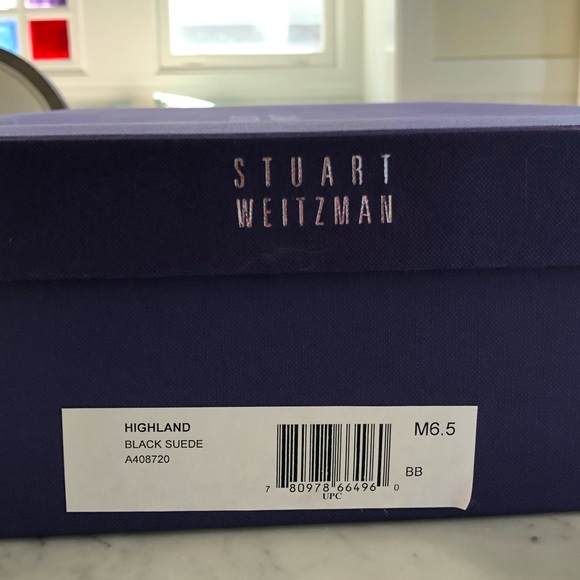 STUART
WEITZMAN
HIGHLAND
BLACK SUEDE
A408720
M6.5
BB
7 80978 66496 0
UPC